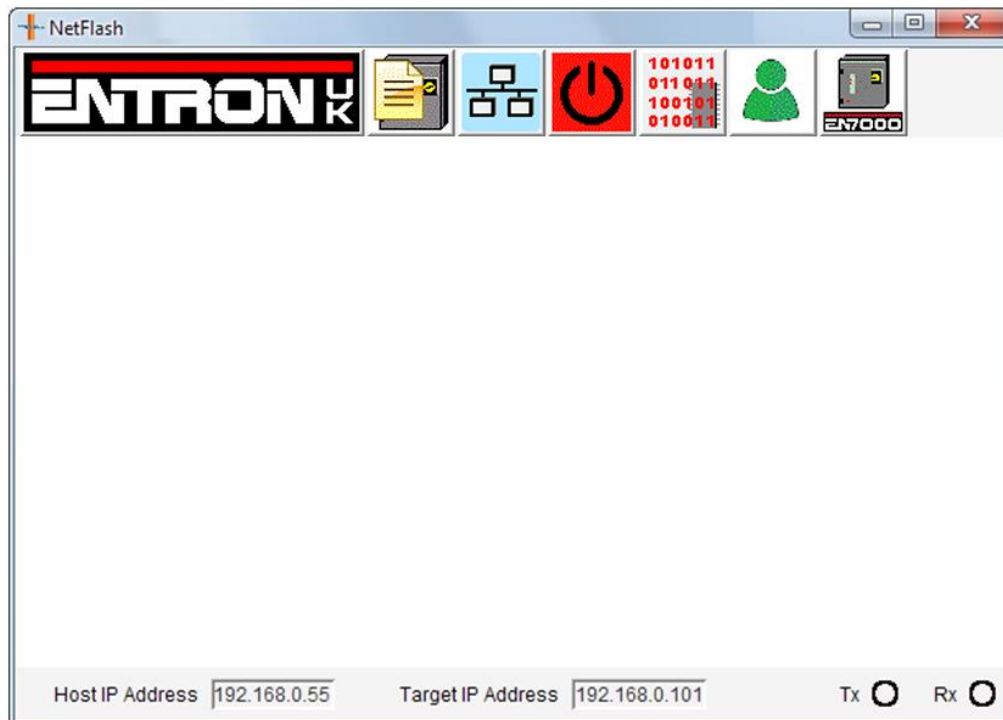 NetFlash
ENTRON UK
101011
011011
100101
010011
EN7000
Host IP Address 192.168.0.55 Target IP Address 192.168.0.101 Tx Rx